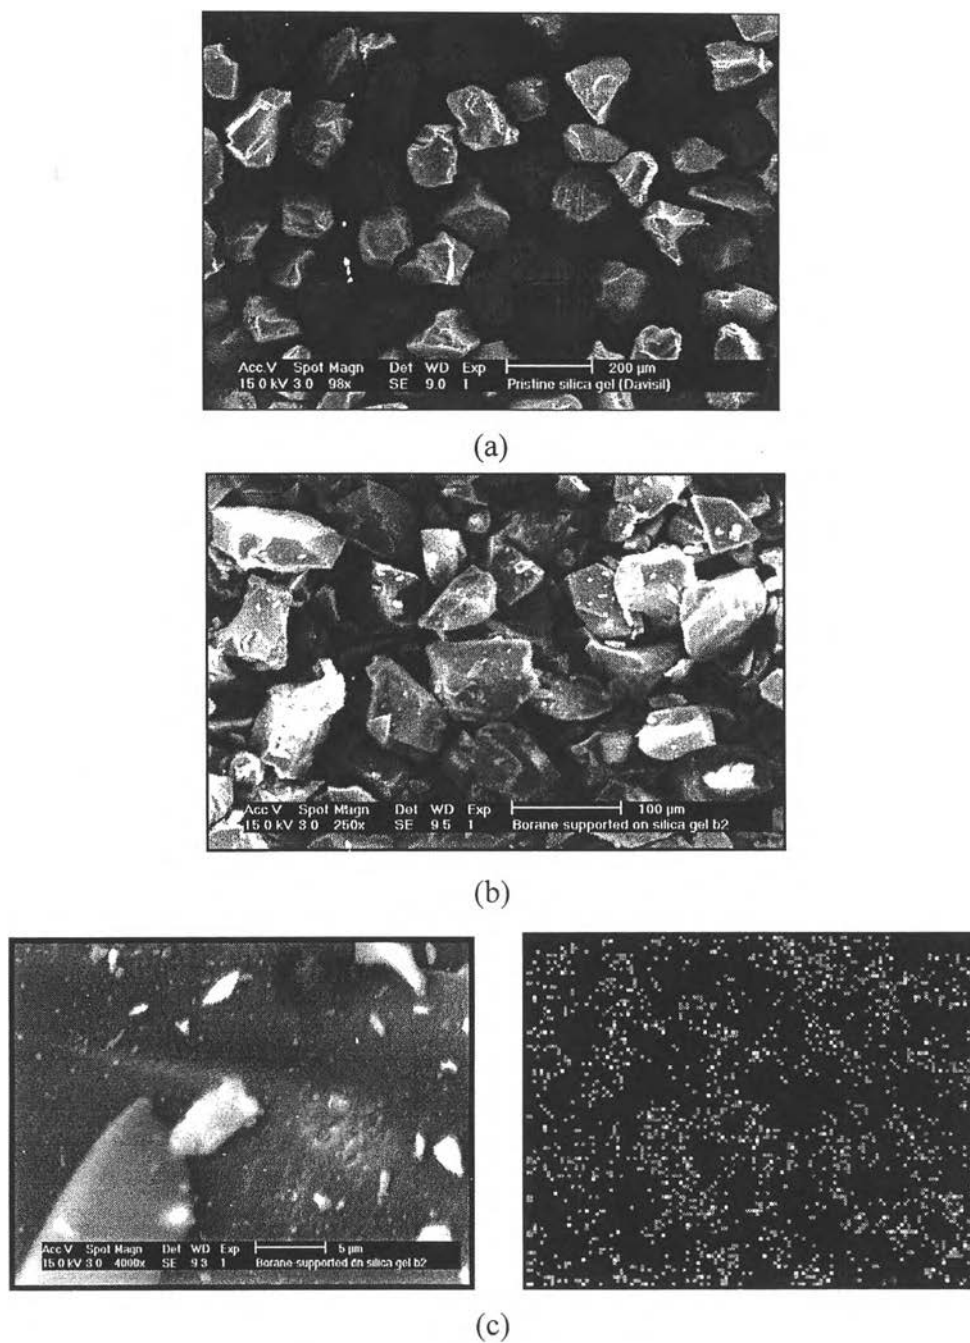 Acc.V Spot Magn Det WD Exp 200 µm
15.0 kV 3.0 98x SE 9.0 1 Pristine silica gel (Davisil)
(a)
Acc.V Spot Magn Det WD Exp 100 µm
15.0 kV 3.0 250x SE 9.5 1 Borane supported on silica gel b2
(b)
Acc.V Spot Magn Det WD Exp 5 µm
15.0 kV 3.0 4000x SE 9.3 1 Borane supported on silica gel b2
(c)